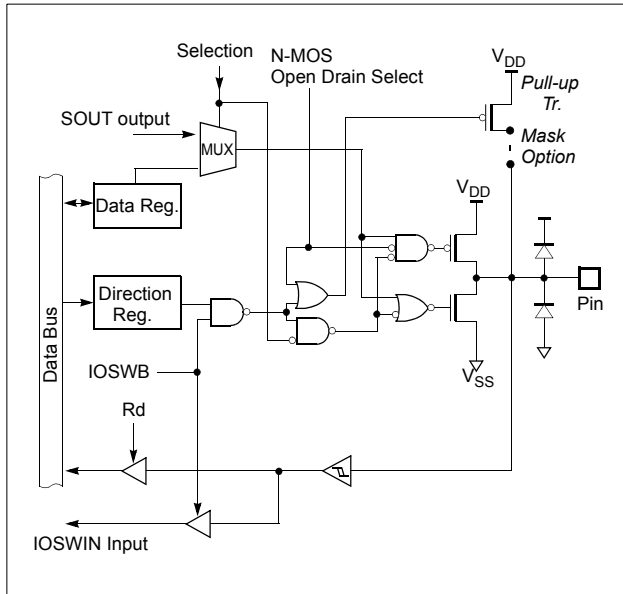 Selection
N-MOS
Open Drain Select
VDD
Pull-up
Tr.
SOUT output
MUX
Mask
Option
Data Reg.
VDD
Direction
Reg.
Pin
Data Bus
IOSWB
VSS
Rd
IOSWIN Input